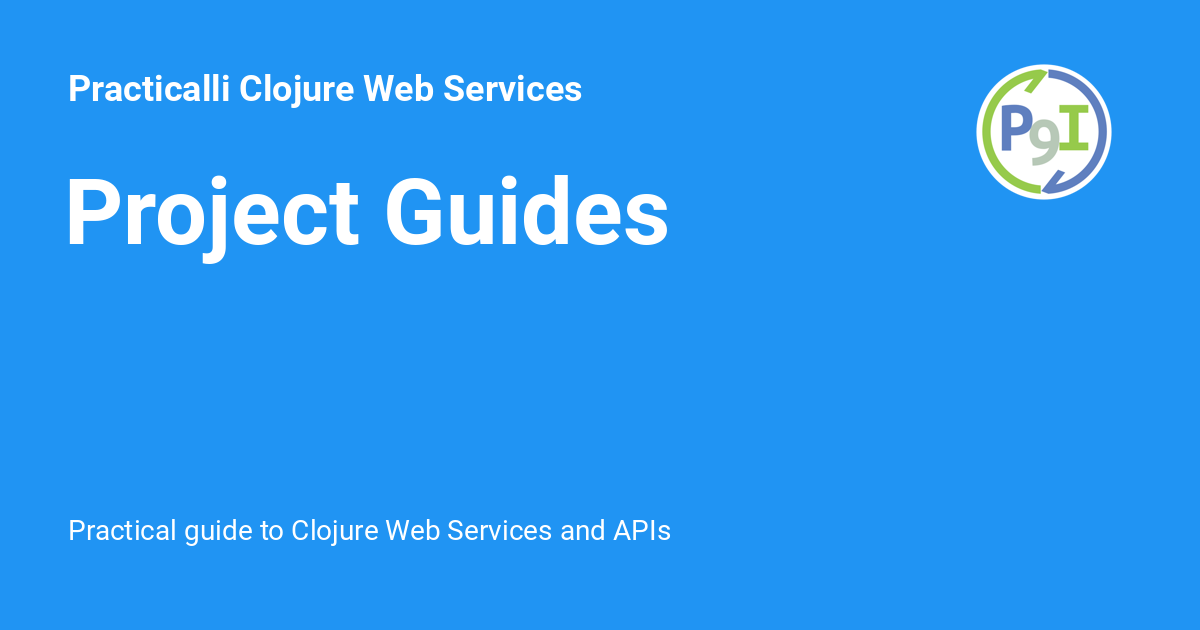 Practicalli Clojure Web Services
P9I
Project Guides
Practical guide to Clojure Web Services and APIs